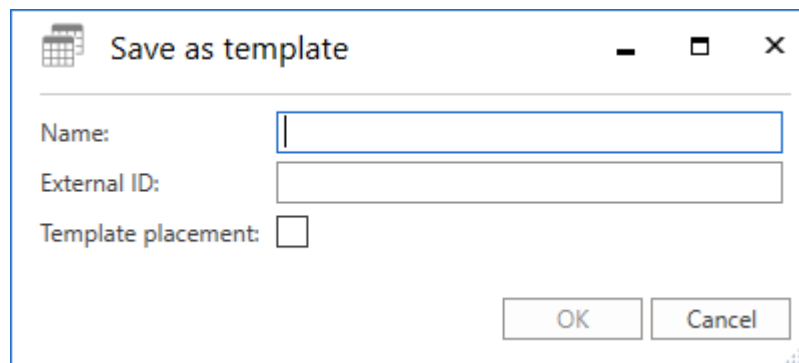 Save as template
Name:
External ID:
Template placement:
OK Cancel